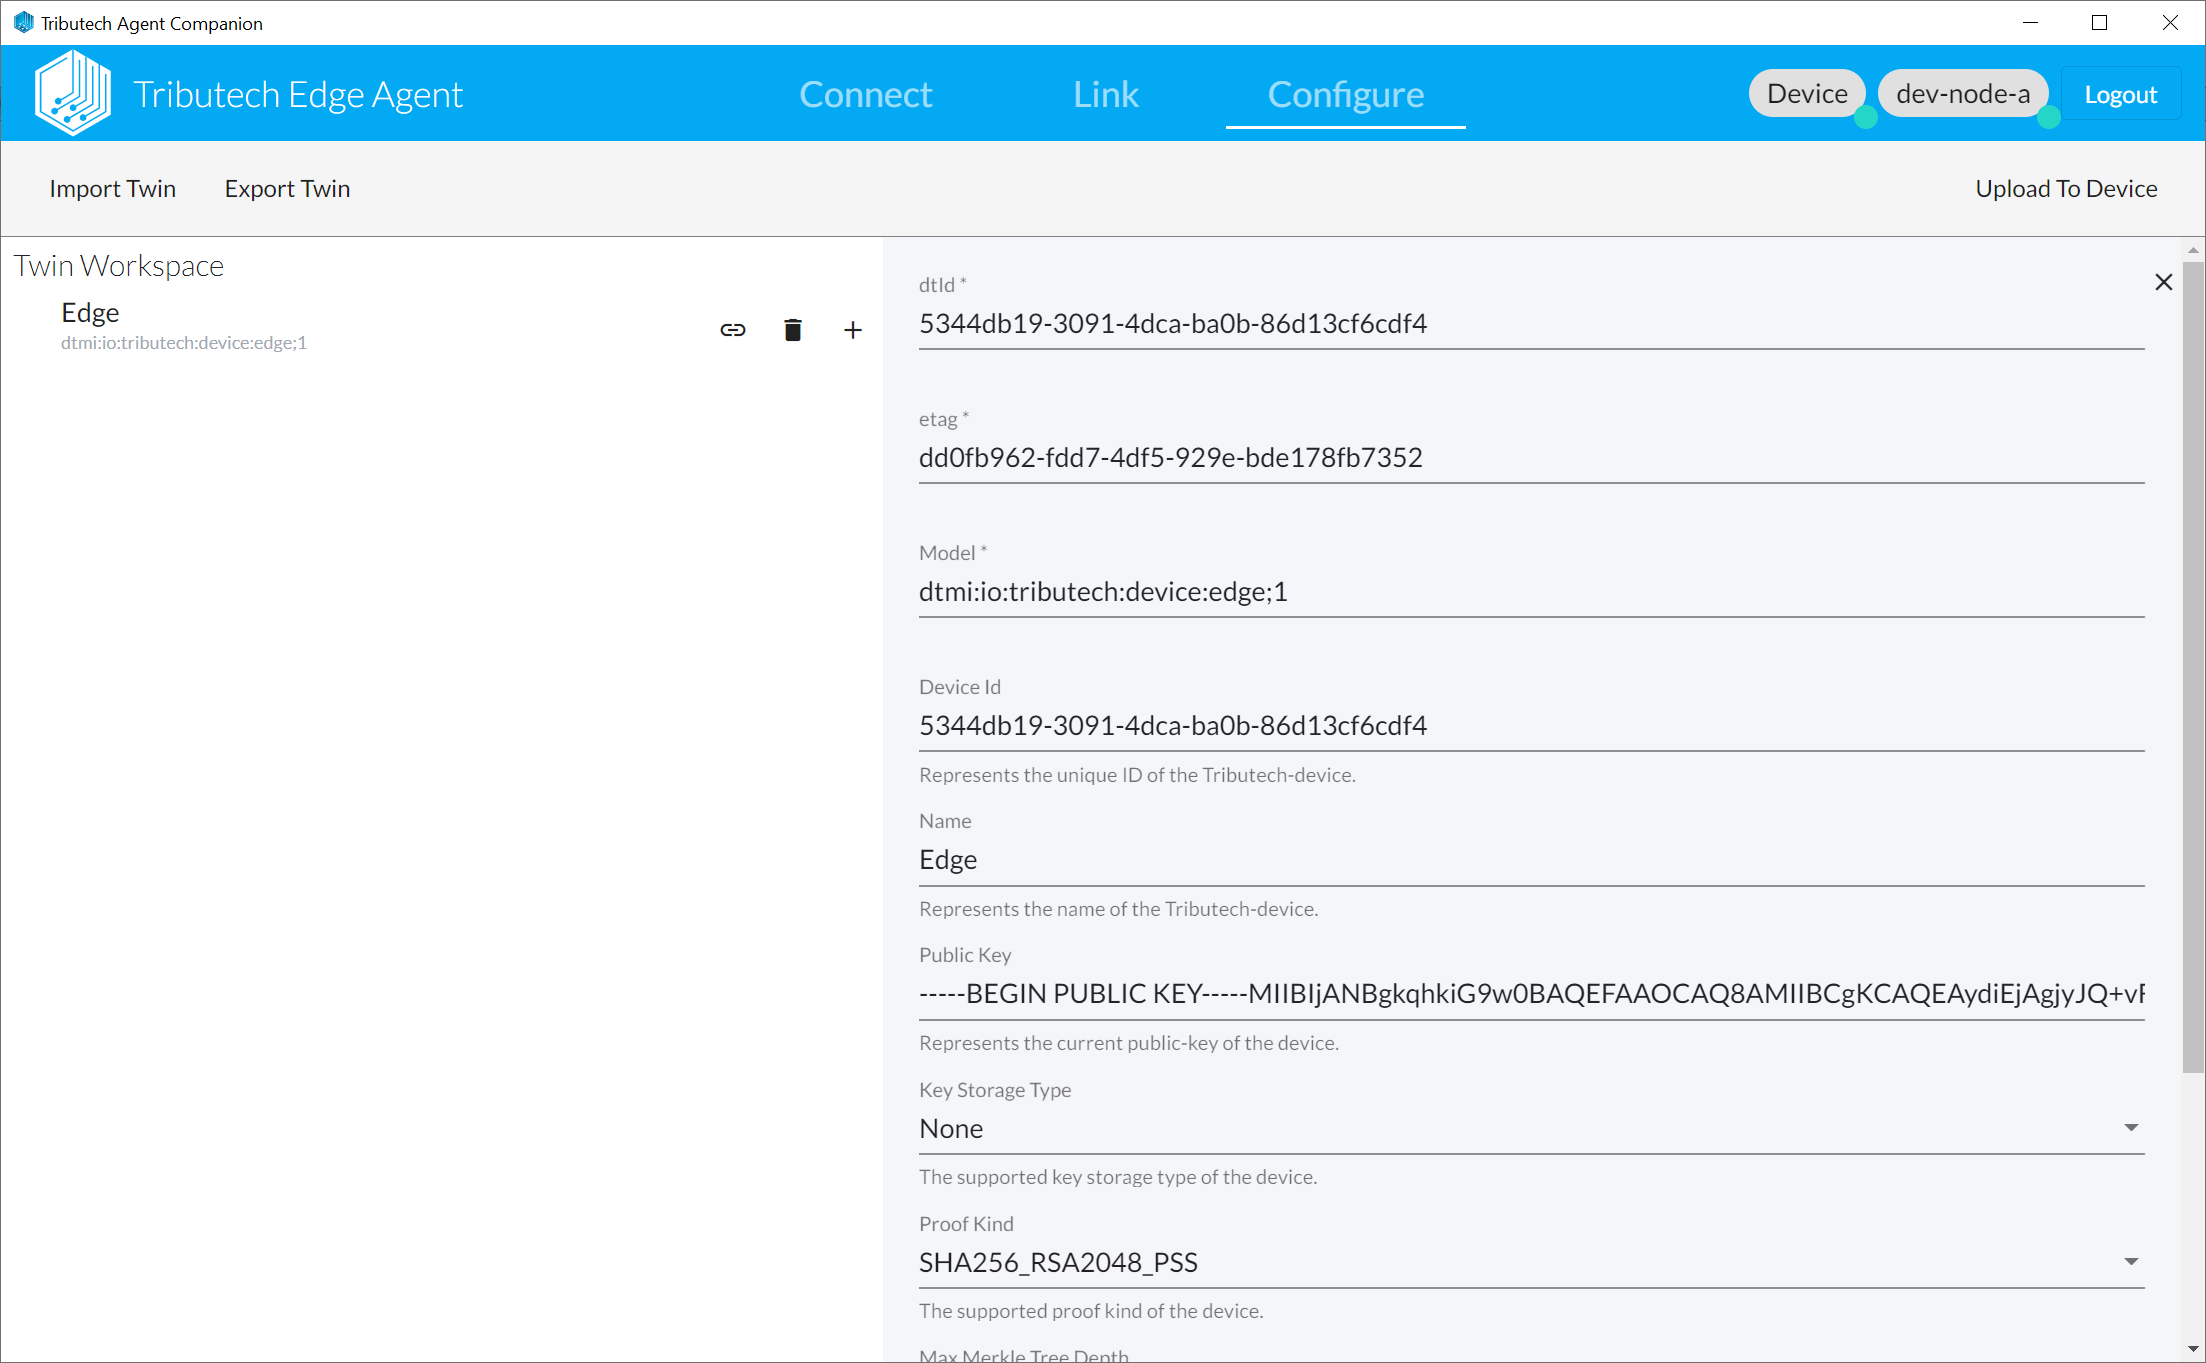 Tributech Agent Companion
Tributech Edge Agent
Connect
Link
Configure
Device
dev-node-a
Logout
Import Twin
Export Twin
Upload To Device
Twin Workspace
Edge
dtmi:io:tributech:device:edge;1
dtId *
5344db19-3091-4dca-ba0b-86d13cf6cdf4
etag *
dd0fb962-fdd7-4df5-929e-bde178fb7352
Model *
dtmi:io:tributech:device:edge;1
Device Id
5344db19-3091-4dca-ba0b-86d13cf6cdf4
Represents the unique ID of the Tributech-device.
Name
Edge
Represents the name of the Tributech-device.
Public Key
-----BEGIN PUBLIC KEY-----MIIBIjANBgkqhkiG9w0BAQEFAAOCAQ8AMIIBCgKCAQEAydiEjAgjyJQ+vF
Represents the current public-key of the device.
Key Storage Type
None
The supported key storage type of the device.
Proof Kind
SHA256_RSA2048_PSS
The supported proof kind of the device.
Max Merkle Tree Depth